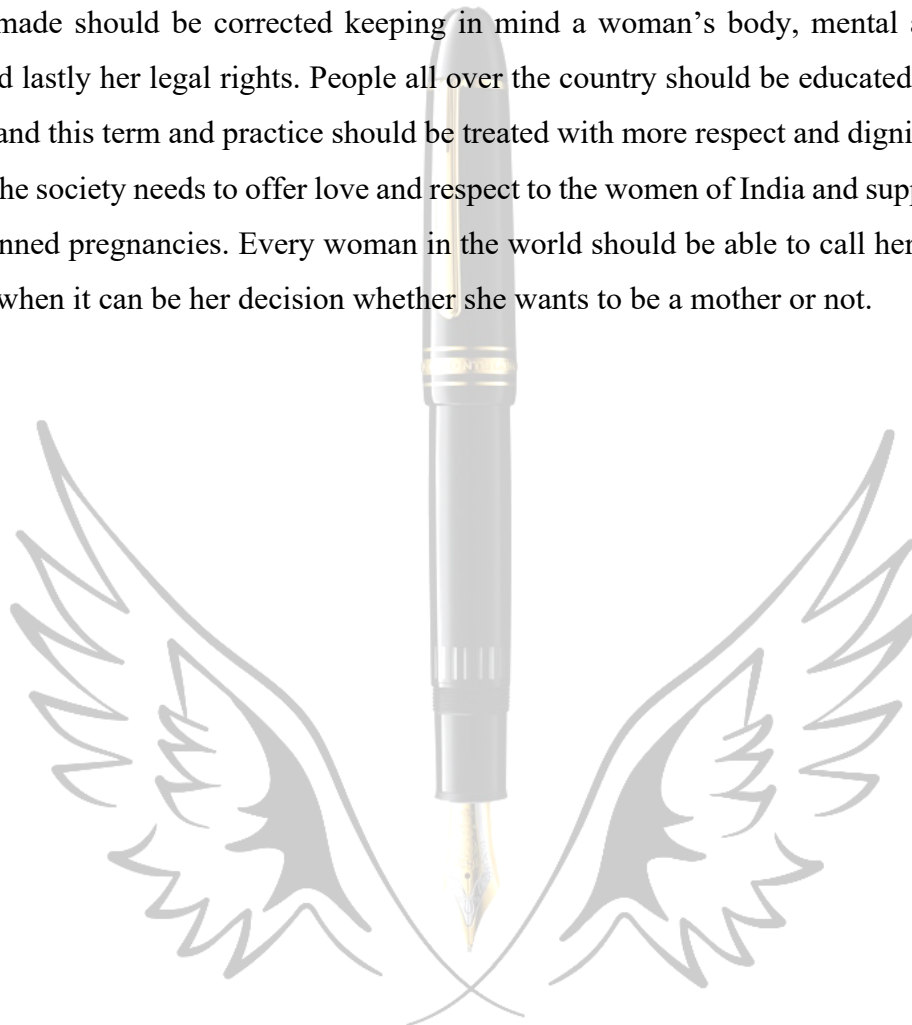 made should be corrected keeping in mind a woman’s body, mental
d lastly her legal rights. People all over the country should be educated
and this term and practice should be treated with more respect and digni
he society needs to offer love and respect to the women of India and sup
nned pregnancies. Every woman in the world should be able to call her
when it can be her decision whether she wants to be a mother or not.